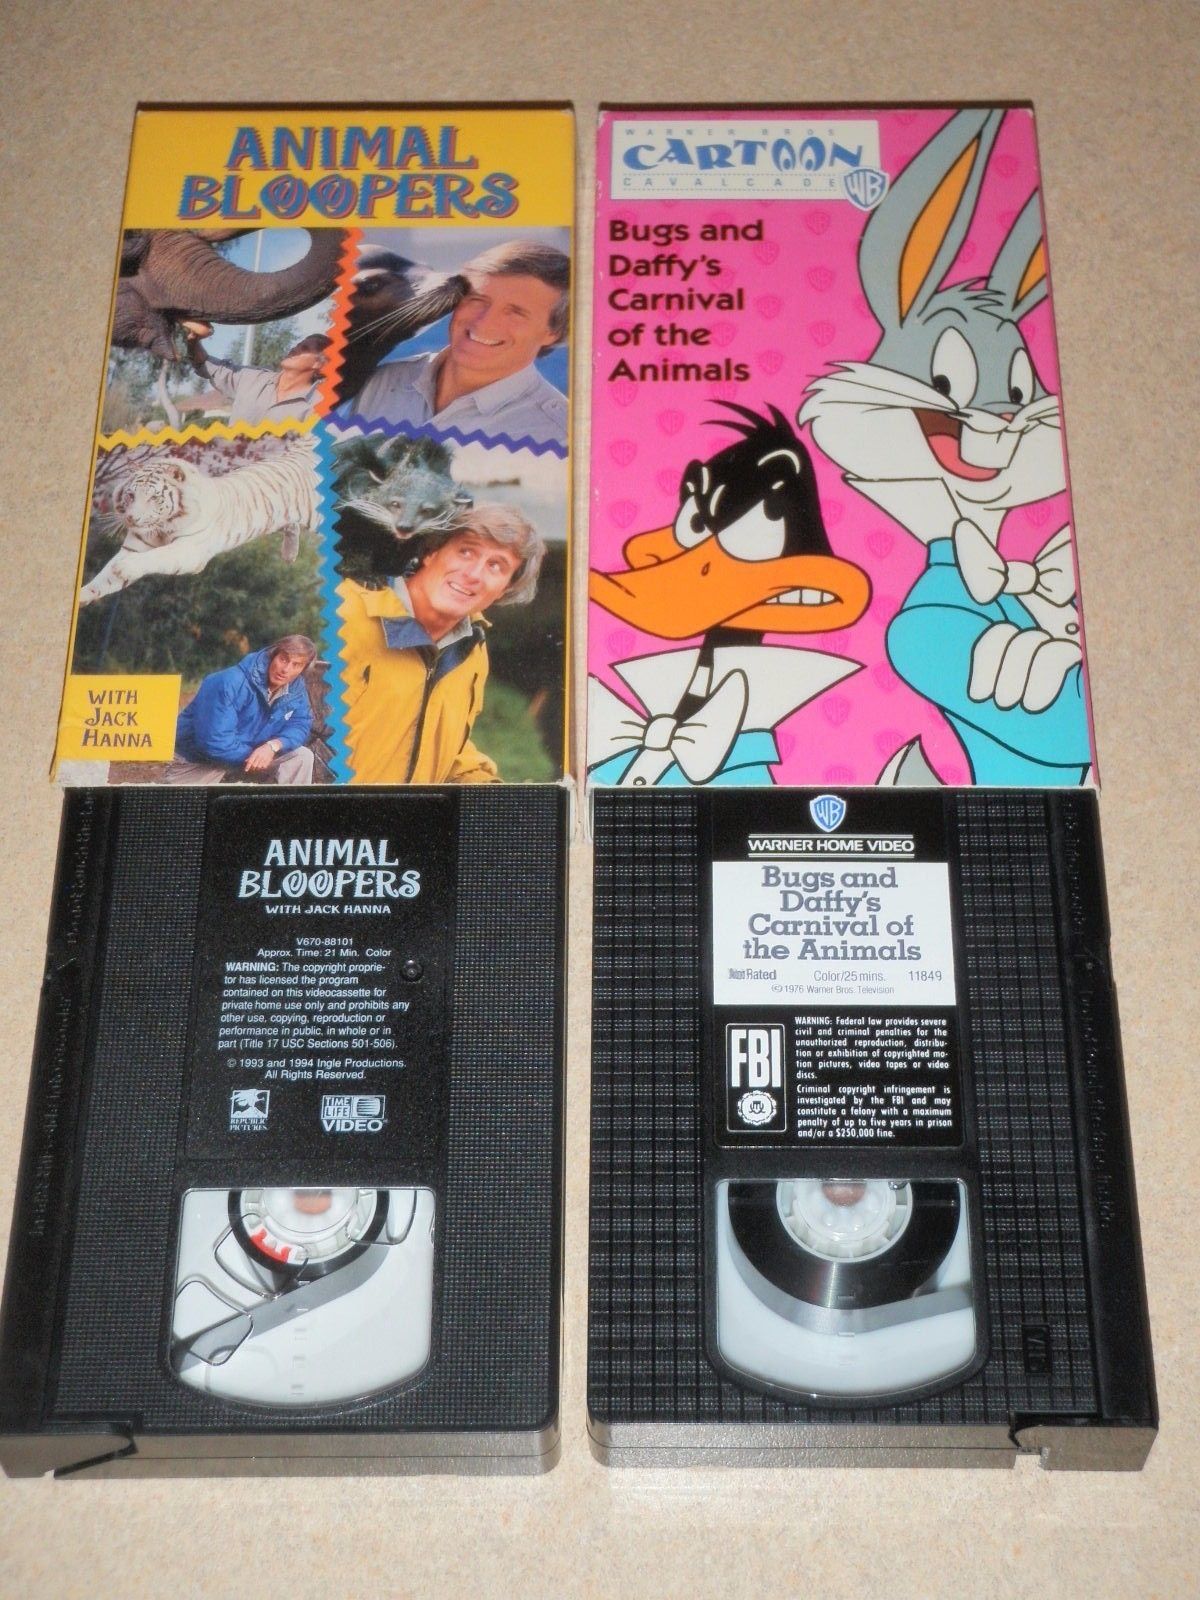 ANIMAL
BLOOPERS
WITH
JACK
HANNA
WARNER BROS
CARTOON
CAVALCADE
WB
Bugs and
Daffy's
Carnival
of the
Animals
ANIMAL
BLOOPERS
WITH JACK HANNA
V670-88101
Approx. Time: 21 Min. Color
WARNING: The copyright proprie-
tor has licensed the program
contained on this videocassette for
private home use only and prohibits any
other use, copying, reproduction or
performance in public, in whole or in
part (Title 17 USC Sections 501-506).
© 1993 and 1994 Ingle Productions.
All Rights Reserved.
REPUBLIC
PICTURES
TIME
LIFE
VIDEO
WB
WARNER HOME VIDEO
Bugs and
Daffy's
Carnival of
the Animals
Not Rated Color/25 mins. 11849
© 1976 Warner Bros. Television
FBI
WARNING: Federal law provides severe
civil and criminal penalties for the
unauthorized reproduction, distribu-
tion or exhibition of copyrighted mo-
tion pictures, video tapes or video
discs.
Criminal copyright infringement is
investigated by the FBI and may
constitute a felony with a maximum
penalty of up to five years in prison
and/or a $250,000 fine.
VHS